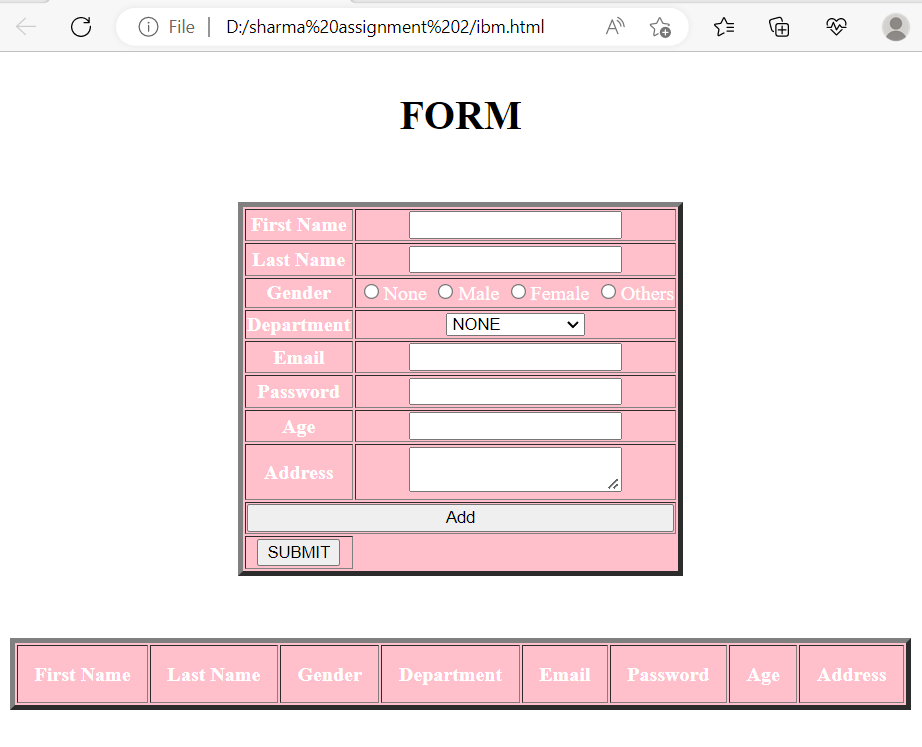 File D:/sharma%20assignment%202/ibm.html
FORM
First Name
Last Name
Gender None Male Female Others
Department NONE
Email
Password
Age
Address
Add
SUBMIT
First Name Last Name Gender Department Email Password Age Address